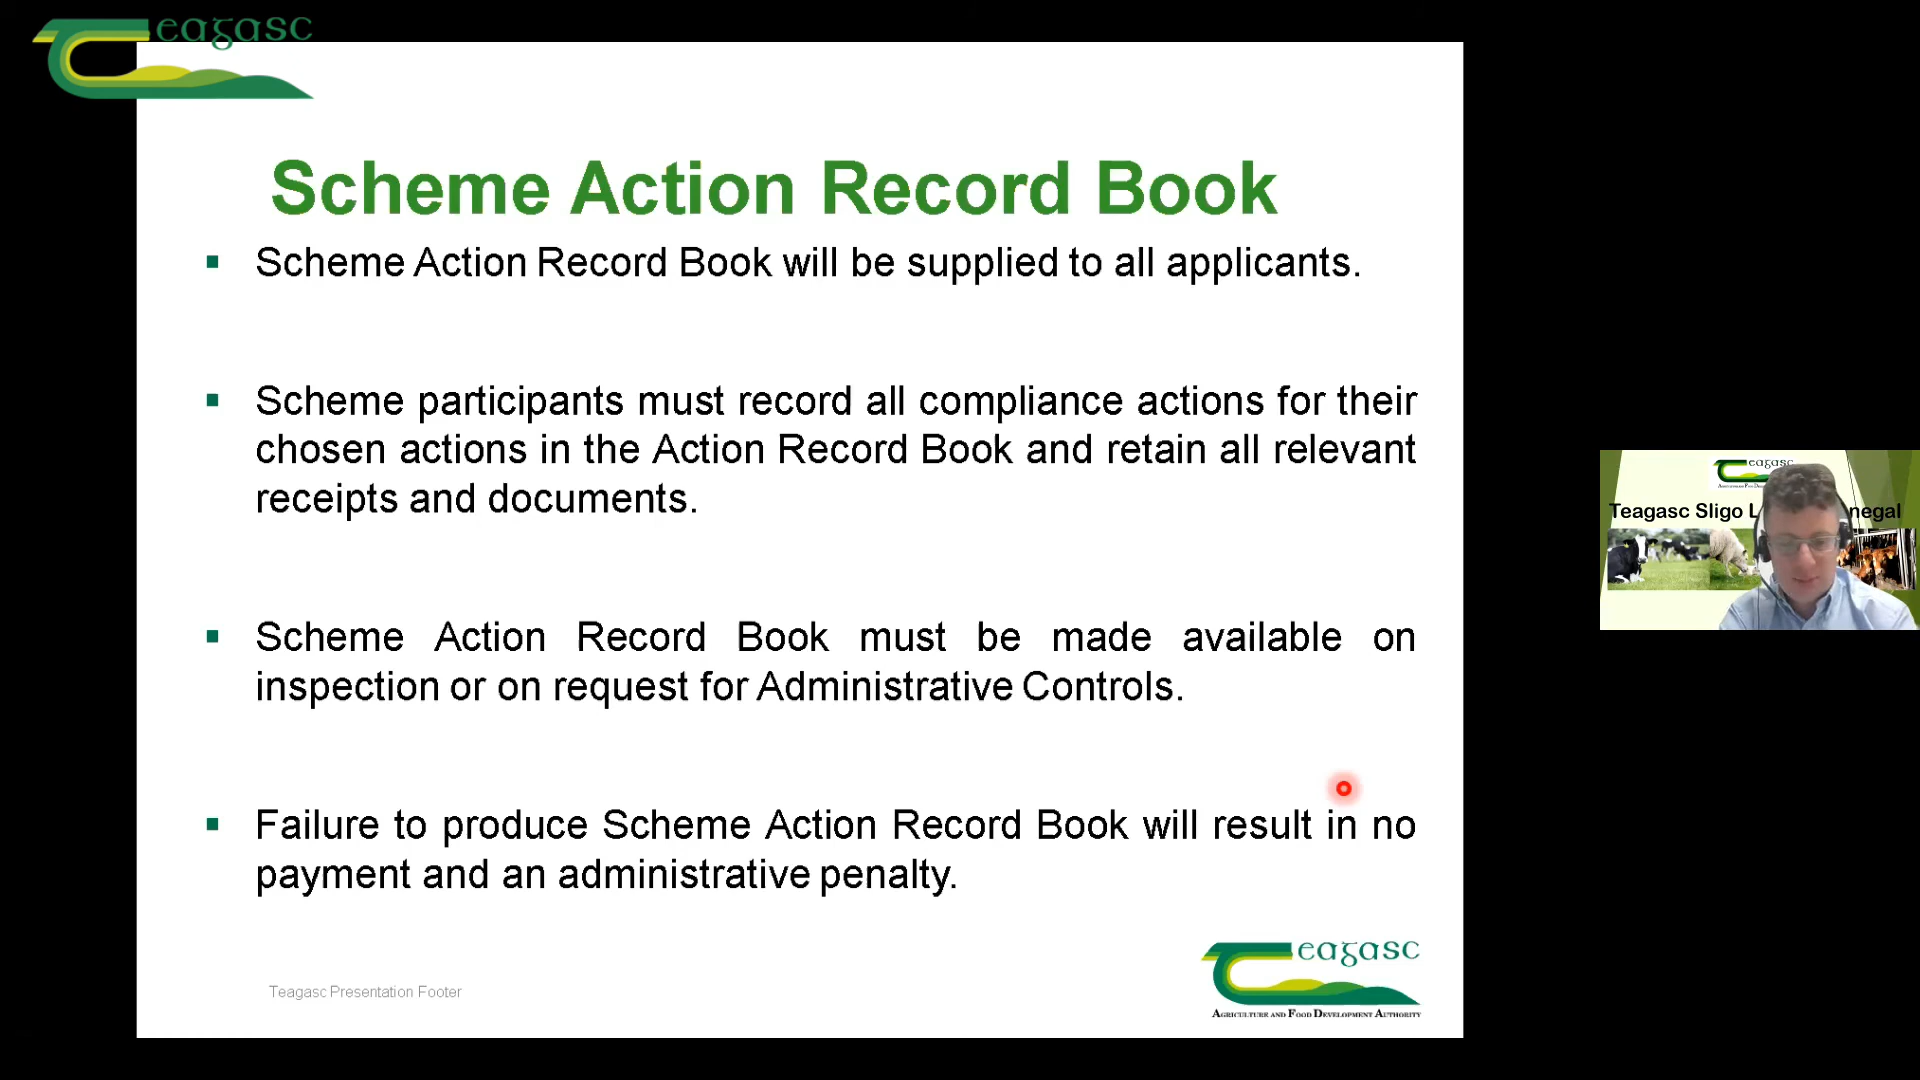 eagasc
Scheme Action Record Book
Scheme Action Record Book will be supplied to all applicants.
Scheme participants must record all compliance actions for their
chosen actions in the Action Record Book and retain all relevant
receipts and documents.
Scheme Action Record Book must be made available on
inspection or on request for Administrative Controls.
Failure to produce Scheme Action Record Book will result in no
payment and an administrative penalty.
Teagasc Presentation Footer
eagasc
AGRICULTURE AND FOOD DEVELOPMENT AUTHORITY
eagasc
Teagasc Sligo L negal